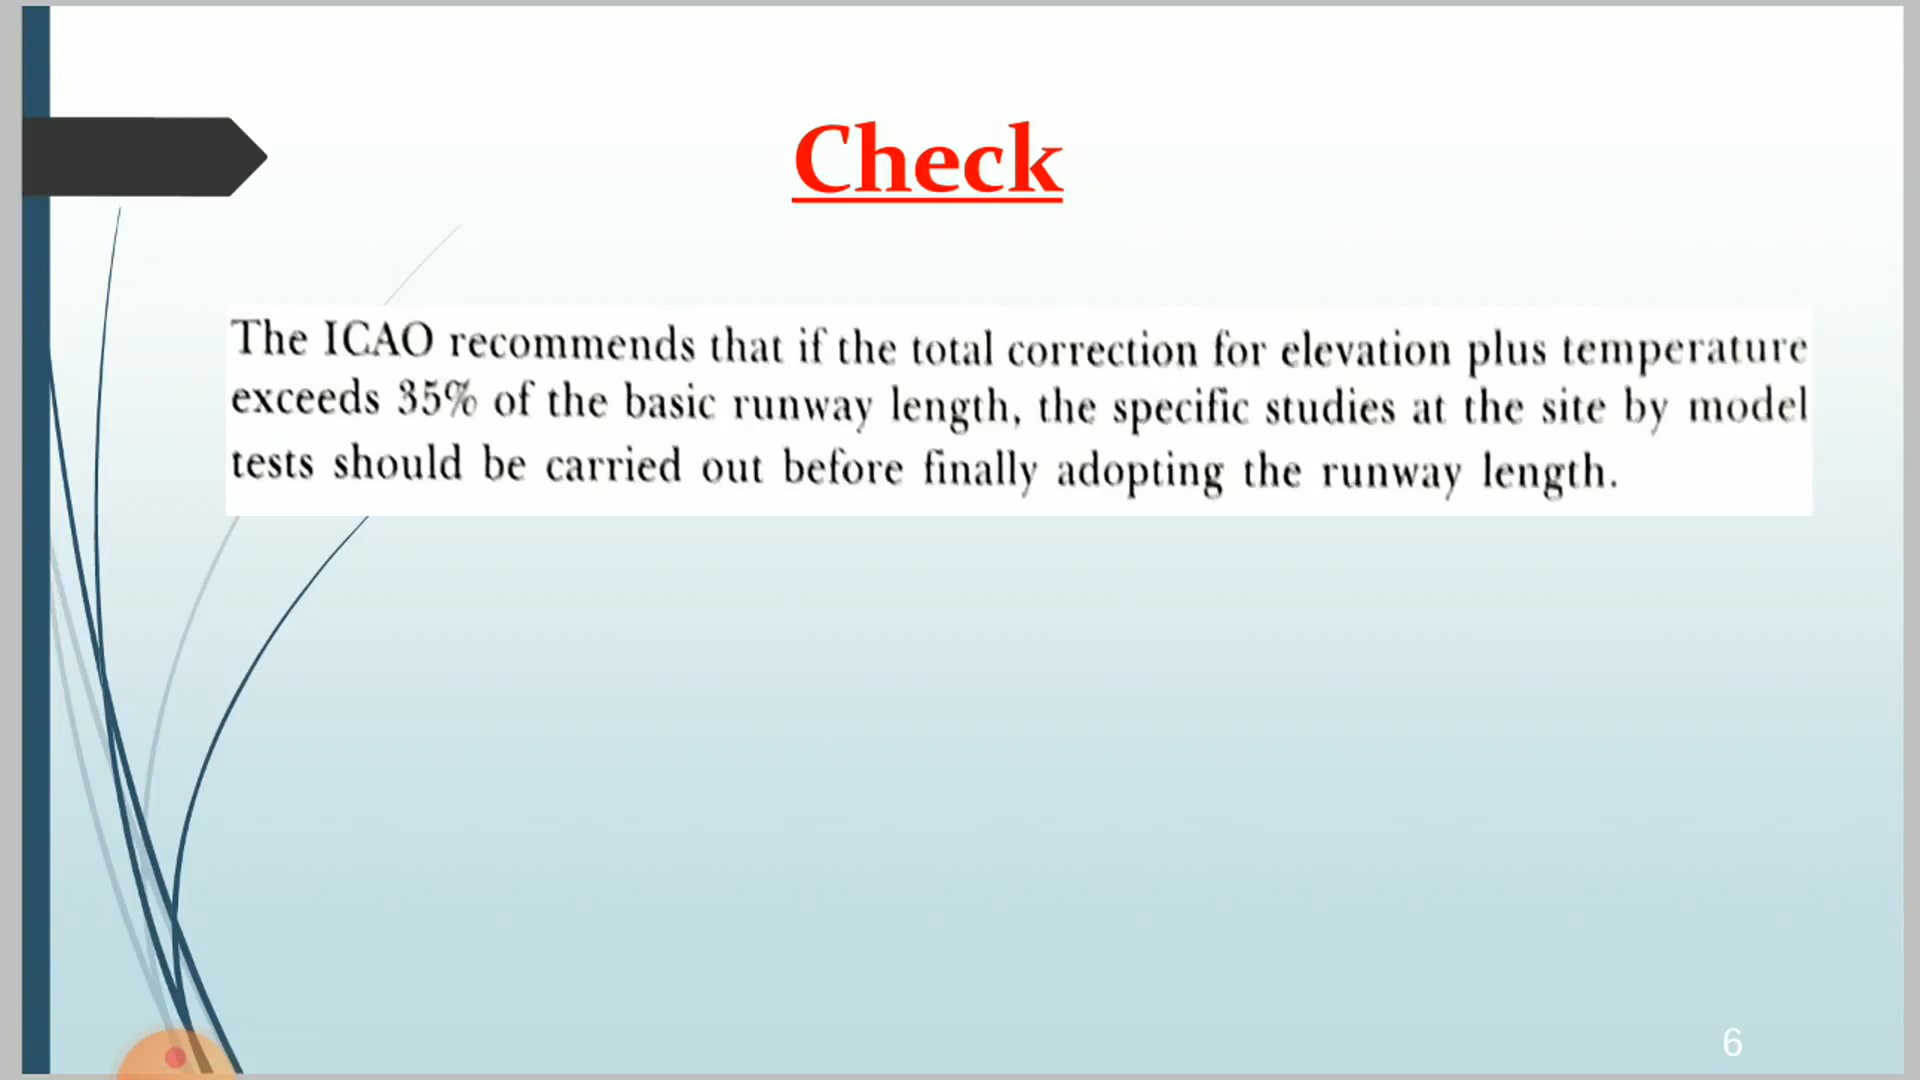 Check
The ICAO recommends that if the total correction for elevation plus temperature
exceeds 35% of the basic runway length, the specific studies at the site by model
tests should be carried out before finally adopting the runway length.
6